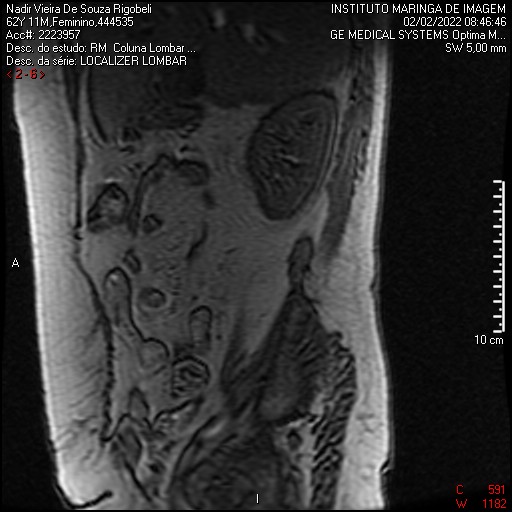 Nadir Vieira De Souza Rigobeli
62Y 11M,Feminino,444535
Acc#: 2223957
Desc. do estudo: RM  Coluna Lombar ...
Desc. da série: LOCALIZER LOMBAR
< 2 - 6 >
INSTITUTO MARINGA DE IMAGEM
02/02/2022 08:46:46
GE MEDICAL SYSTEMS Optima M...
SW 5,00 mm
A
10 cm
I
C 591
W 1182